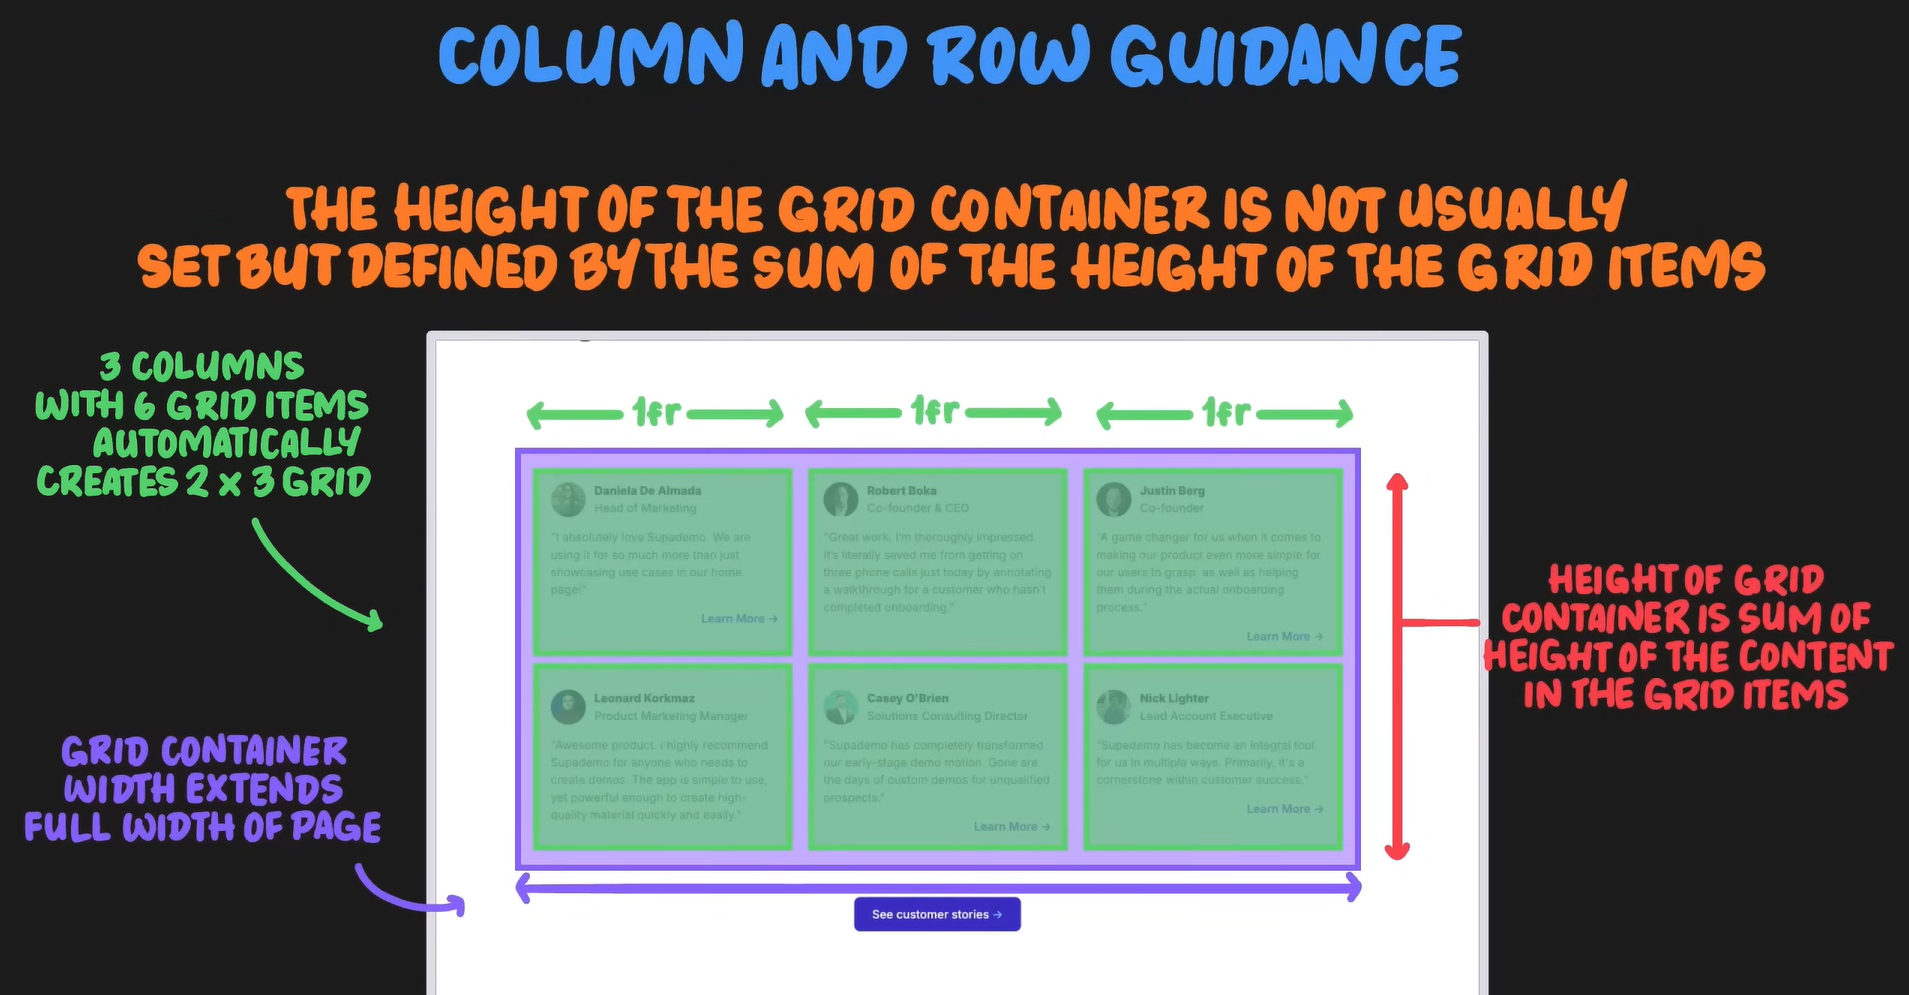 COLUMN AND ROW GUIDANCE
THE HEIGHT OF THE GRID CONTAINER IS NOT USUALLY
SET BUT DEFINED BY THE SUM OF THE HEIGHT OF THE GRID ITEMS
3 COLUMNS
WITH 6 GRID ITEMS
AUTOMATICALLY
CREATES 2 x 3 GRID
GRID CONTAINER
WIDTH EXTENDS
FULL WIDTH OF PAGE
1fr
1fr
1fr
Daniela De Almada
Head of Marketing
"I absolutely love Supademo. We are
using it for so much more than just
showcasing use cases in our home
page!"
Learn More →
Robert Boka
Co-founder & CEO
"Great work, I'm thoroughly impressed.
It's literally saved me from getting on
three phone calls just today by annotating
a walkthrough for a customer who hasn't
completed onboarding."
Justin Berg
Co-founder
"A game changer for us when it comes to
making our product even more simple for
our users to grasp, as well as helping
them during the actual onboarding
process."
Learn More →
Leonard Korkmaz
Product Marketing Manager
"Awesome product. I highly recommend
Supademo for anyone who needs to
create demos. The app is simple to use,
yet powerful enough to create high-
quality material quickly and easily."
Casey O'Brien
Solutions Consulting Director
"Supademo has completely transformed
our early-stage demo motion. Gone are
the days of custom demos for unqualified
prospects."
Learn More →
Nick Lighter
Lead Account Executive
"Supademo has become an integral tool
for us in multiple ways. Primarily, it's a
cornerstone within customer success."
Learn More →
See customer stories →
HEIGHT OF GRID
CONTAINER IS SUM OF
HEIGHT OF THE CONTENT
IN THE GRID ITEMS